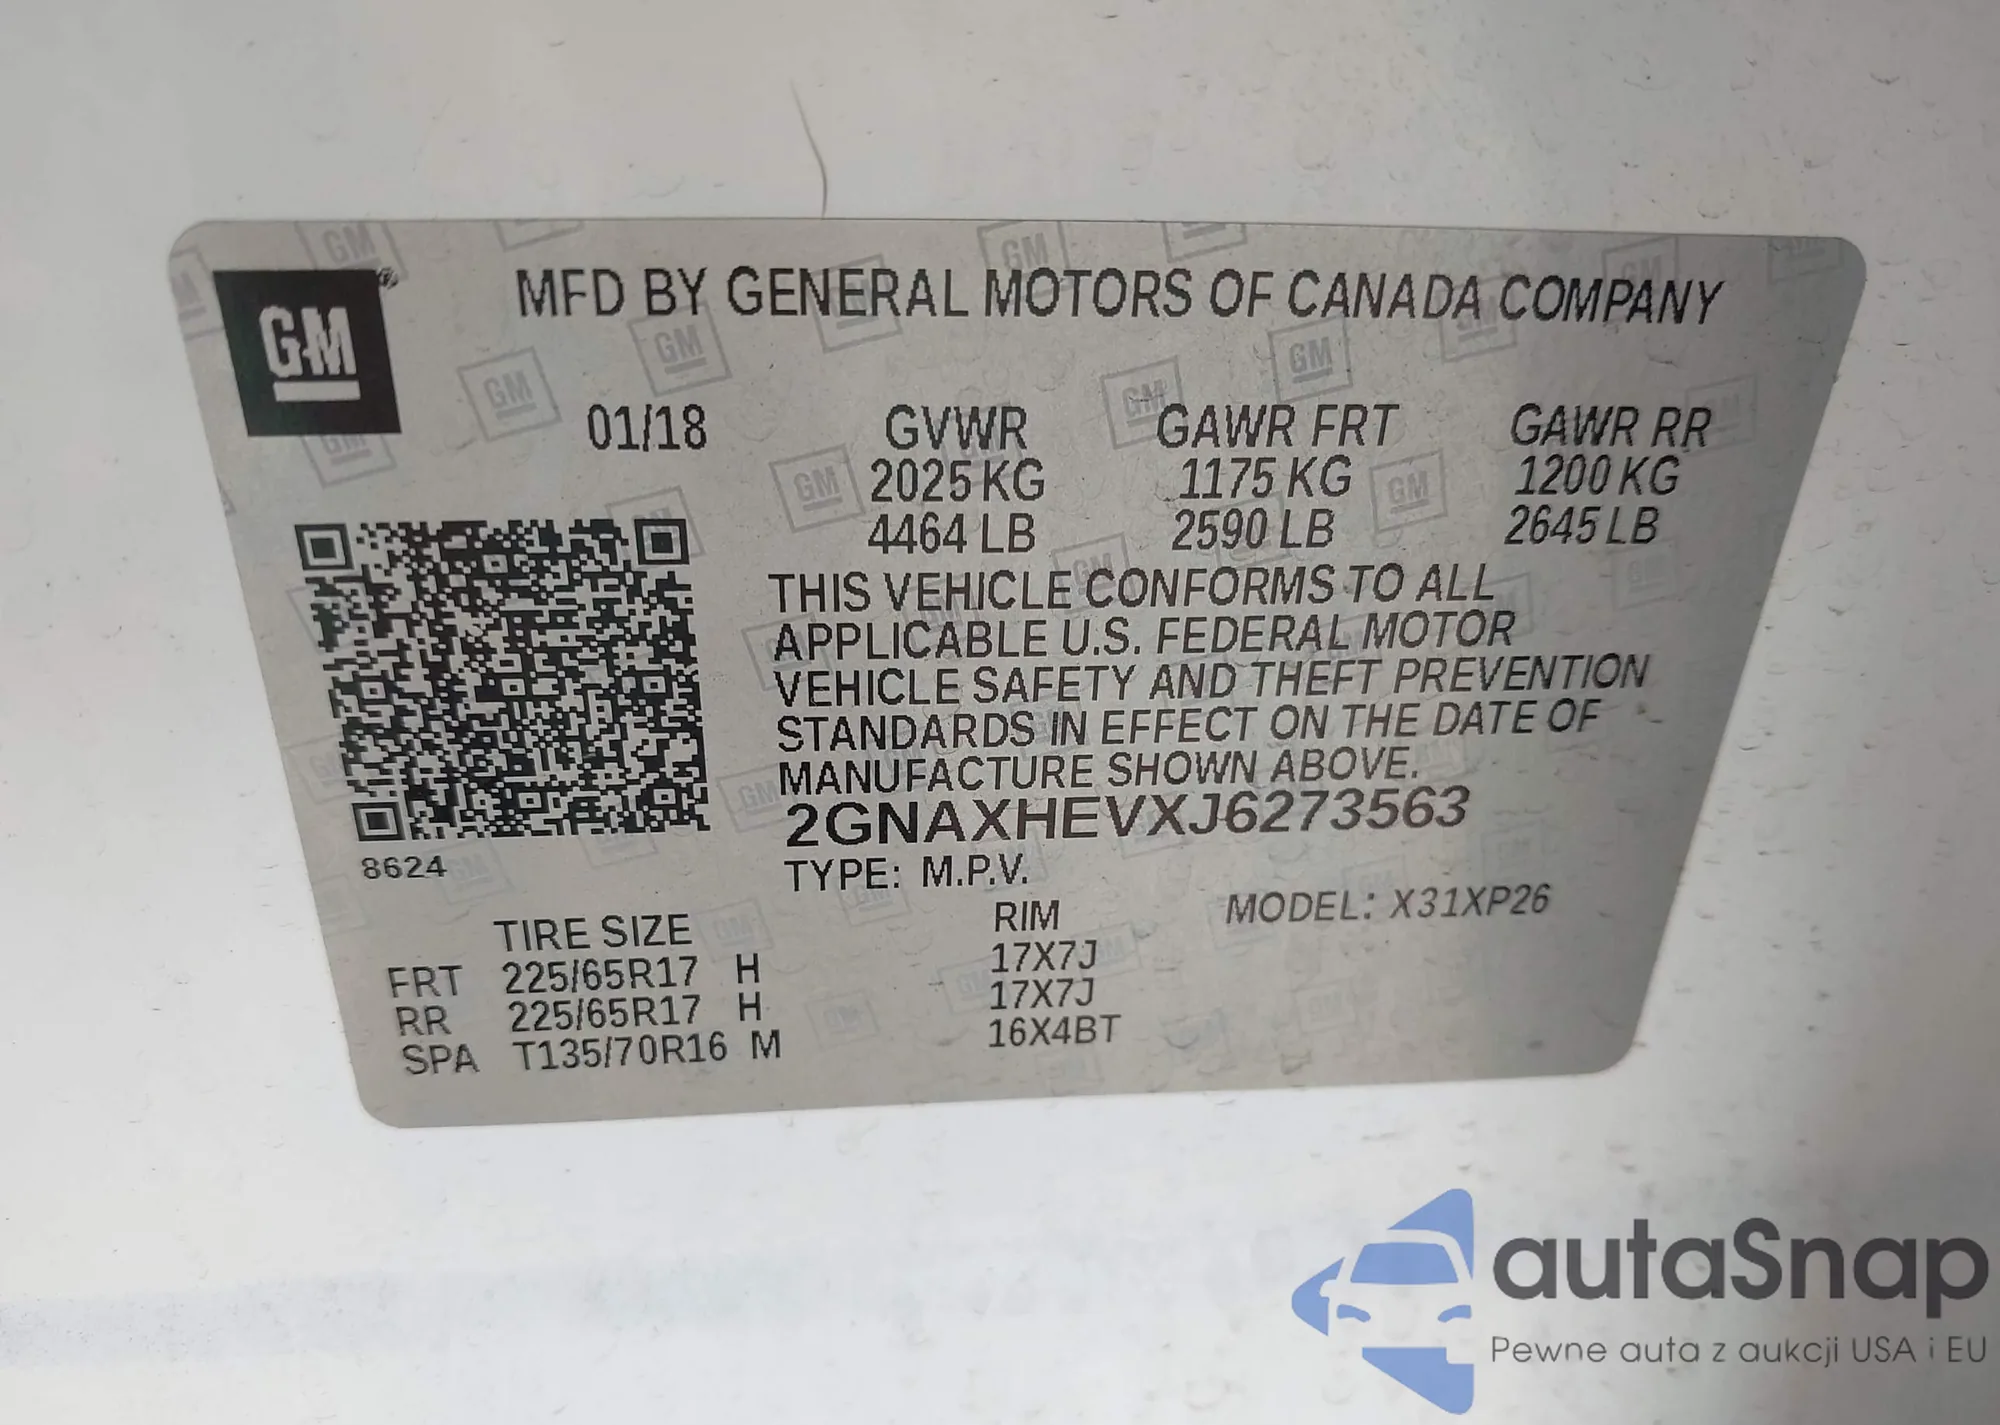 GM®
MFD BY GENERAL MOTORS OF CANADA COMPANY
01/18 GVWR GAWR FRT GAWR RR
2025 KG 1175 KG 1200 KG
4464 LB 2590 LB 2645 LB
THIS VEHICLE CONFORMS TO ALL
APPLICABLE U.S. FEDERAL MOTOR
VEHICLE SAFETY AND THEFT PREVENTION
STANDARDS IN EFFECT ON THE DATE OF
MANUFACTURE SHOWN ABOVE.
2GNAXHEVXJ6273563
8624
TYPE: M.P.V. MODEL: X31XP26
TIRE SIZE RIM
FRT 225/65R17 H 17X7J
RR 225/65R17 H 17X7J
SPA T135/70R16 M 16X4BT
autaSnap
Pewne auta z aukcji USA i EU